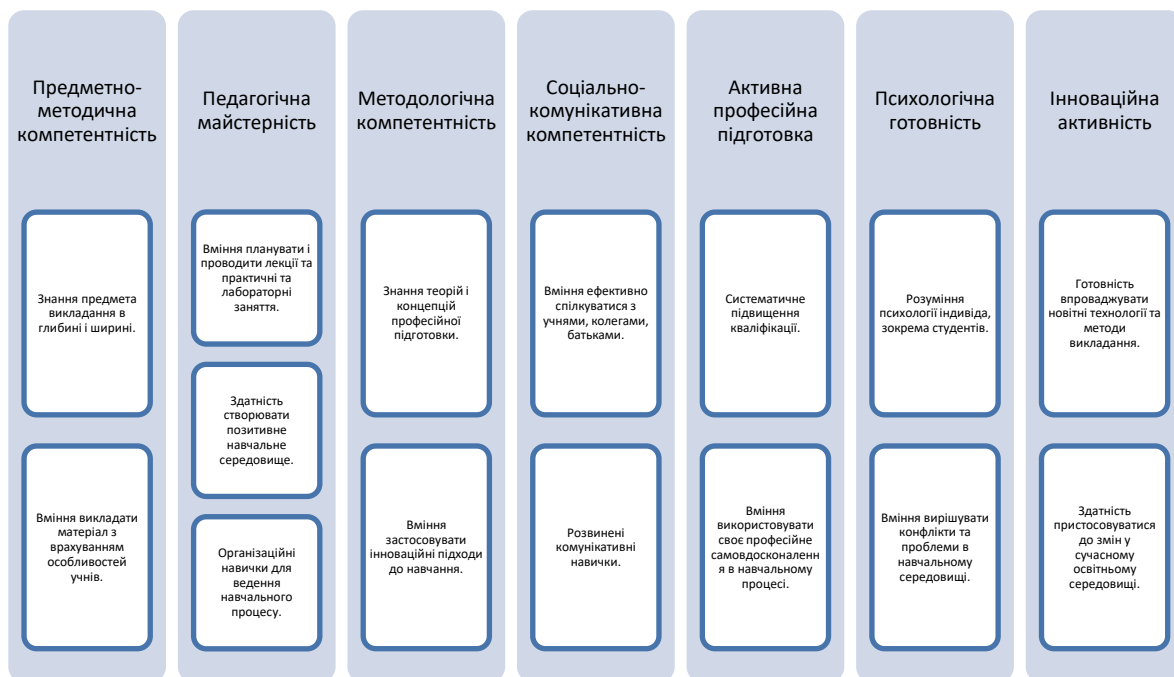 Предметно-
методична
компетентність
Знання предмета
викладання в
глибині і ширині.
Вміння викладати
матеріал з
врахуванням
особливостей
учнів.
Педагогічна
майстерність
Вміння планувати і
проводити лекції та
практичні та
лабораторні
заняття.
Здатність
створювати
позитивне
навчальне
середовище.
Організаційні
навички для
ведення
навчального
процесу.
Методологічна
компетентність
Знання теорій і
концепцій
професійної
підготовки.
Вміння
застосовувати
інноваційні підходи
до навчання.
Соціально-
комунікативна
компетентність
Вміння ефективно
спілкуватися з
учнями, колегами,
батьками.
Розвинені
комунікативні
навички.
Активна
професійна
підготовка
Систематичне
підвищення
кваліфікації.
Вміння
використовувати
своє професійне
самовдосконаленн
я в навчальному
процесі.
Психологічна
готовність
Розуміння
психології індивіда,
зокрема студентів.
Вміння вирішувати
конфлікти та
проблеми в
навчальному
середовищі.
Інноваційна
активність
Готовність
впроваджувати
новітні технології та
методи
викладання.
Здатність
пристосовуватися
до змін у
сучасному
освітньому
середовищі.